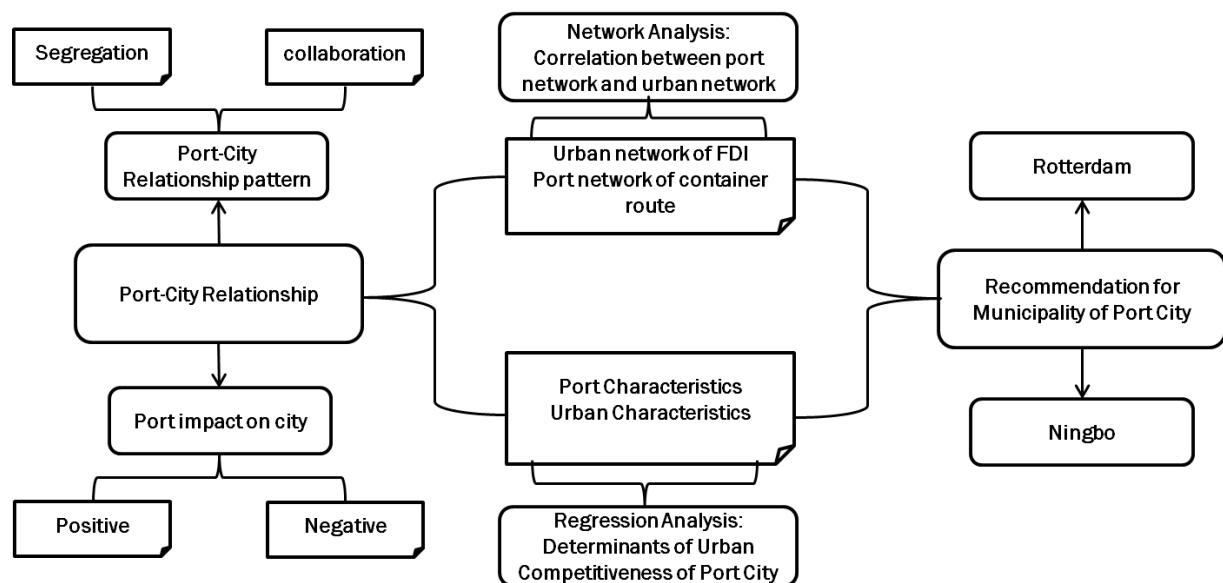 Segregation
collaboration
Port-City
Relationship pattern
Port-City Relationship
Port impact on city
Positive
Negative
Network Analysis:
Correlation between port
network and urban network
Urban network of FDI
Port network of container
route
Port Characteristics
Urban Characteristics
Regression Analysis:
Determinants of Urban
Competitiveness of Port City
Rotterdam
Recommendation for
Municipality of Port City
Ningbo